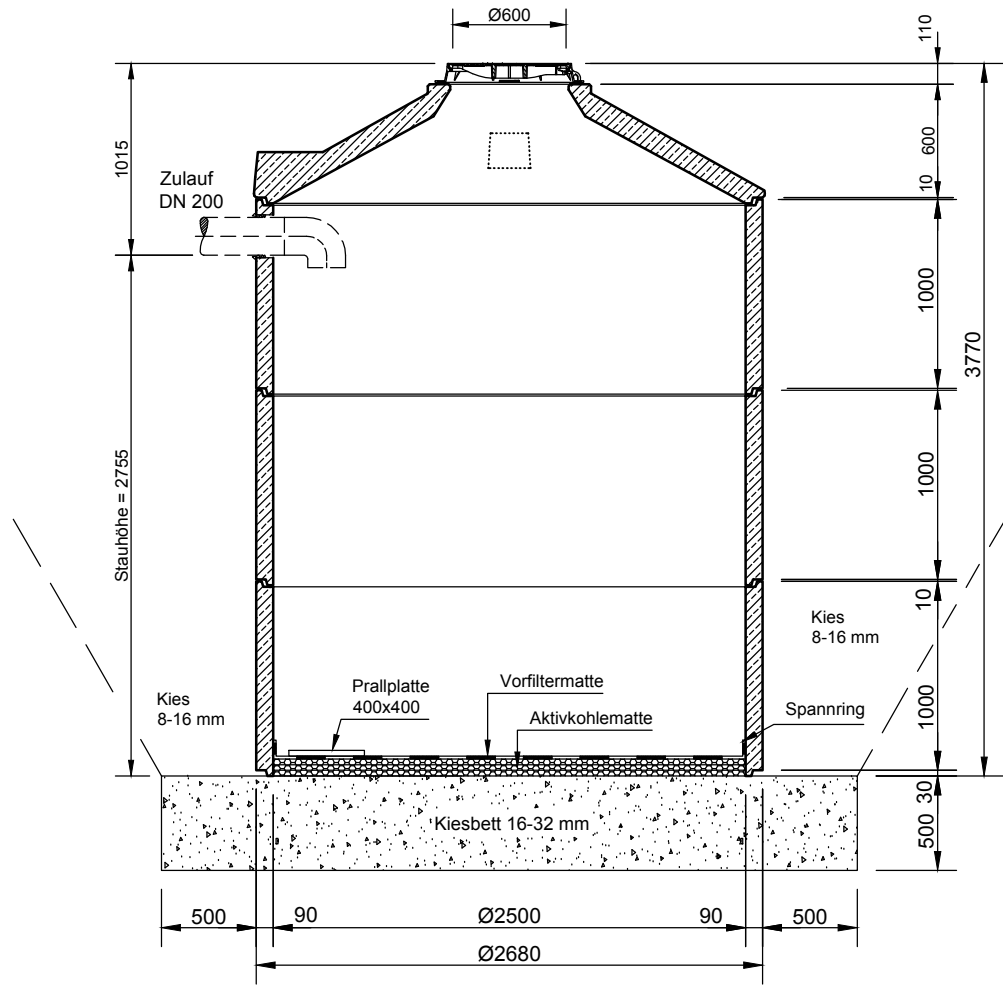 Ø600
110
1015
600
10
Zulauf
DN 200
1000
3770
1000
Stauhöhe = 2755
10
Kies
8-16 mm
1000
Kies
8-16 mm
Prallplatte
400x400
Vorfiltermatte
Aktivkohlematte
Spannring
30
Kiesbett 16-32 mm
500
500
90
Ø2500
90
500
Ø2680